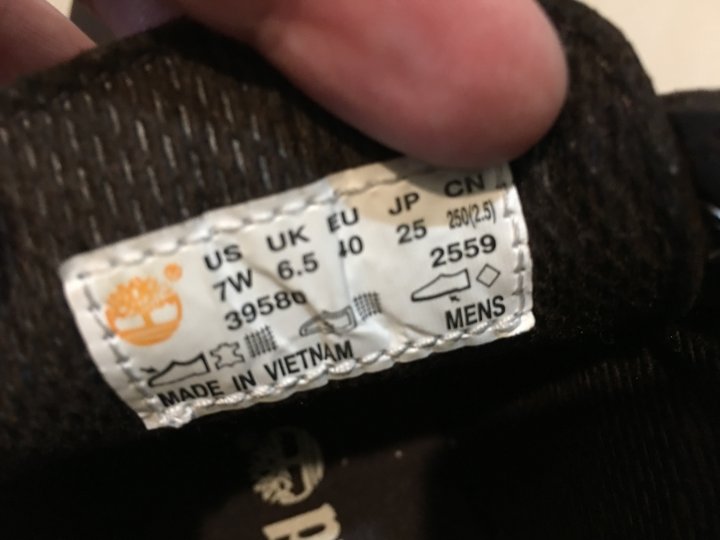 ® US UK EU JP CN
7W 6.5 40 25 250(2.5)
39586 2559
MENS
MADE IN VIETNAM